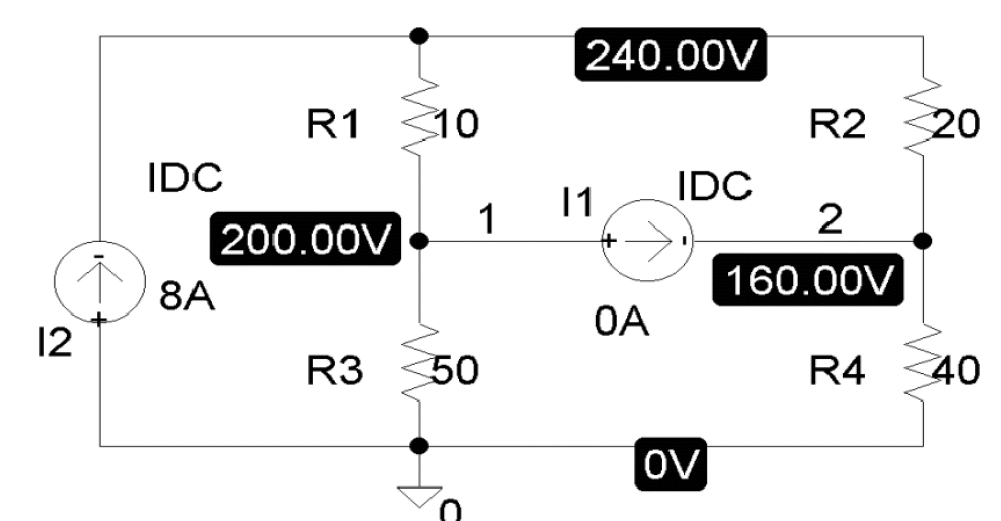 240.00V
R1
10
R2
20
IDC
I1
IDC
200.00V
1
2
160.00V
8A
0A
I2
R3
50
R4
40
0V
0